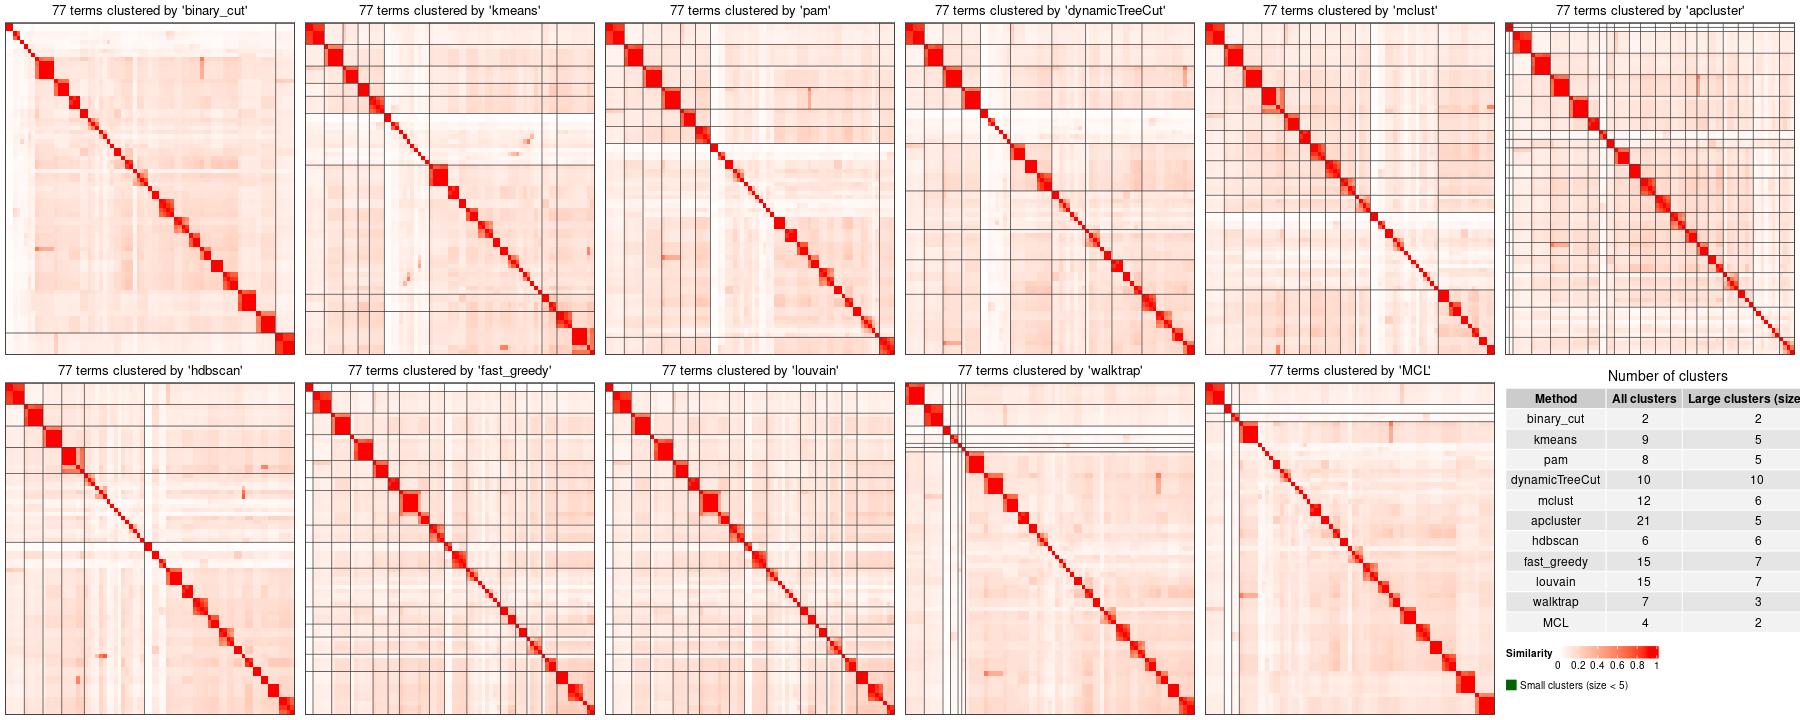 77 terms clustered by 'binary_cut'
77 terms clustered by 'kmeans'
77 terms clustered by 'pam'
77 terms clustered by 'dynamicTreeCut'
77 terms clustered by 'mclust'
77 terms clustered by 'apcluster'
77 terms clustered by 'hdbscan'
77 terms clustered by 'fast_greedy'
77 terms clustered by 'louvain'
77 terms clustered by 'walktrap'
77 terms clustered by 'MCL'
Number of clusters
Method All clusters Large clusters (size
binary_cut 2 2
kmeans 9 5
pam 8 5
dynamicTreeCut 10 10
mclust 12 6
apcluster 21 5
hdbscan 6 6
fast_greedy 15 7
louvain 15 7
walktrap 7 3
MCL 4 2
Similarity
0 0.2 0.4 0.6 0.8 1
Small clusters (size < 5)